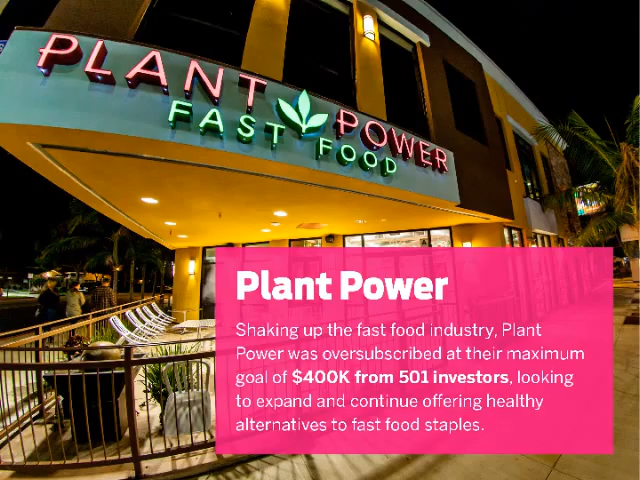 PLANT POWER
FAST FOOD
Plant Power
Shaking up the fast food industry, Plant
Power was oversubscribed at their maximum
goal of $400K from 501 investors, looking
to expand and continue offering healthy
alternatives to fast food staples.